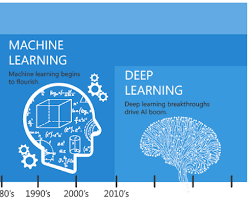 MACHINE
LEARNING
Machine learning begins
to flourish.
DEEP
LEARNING
Deep learning breakthroughs
drive AI boom.
80's 1990's 2000's 2010's